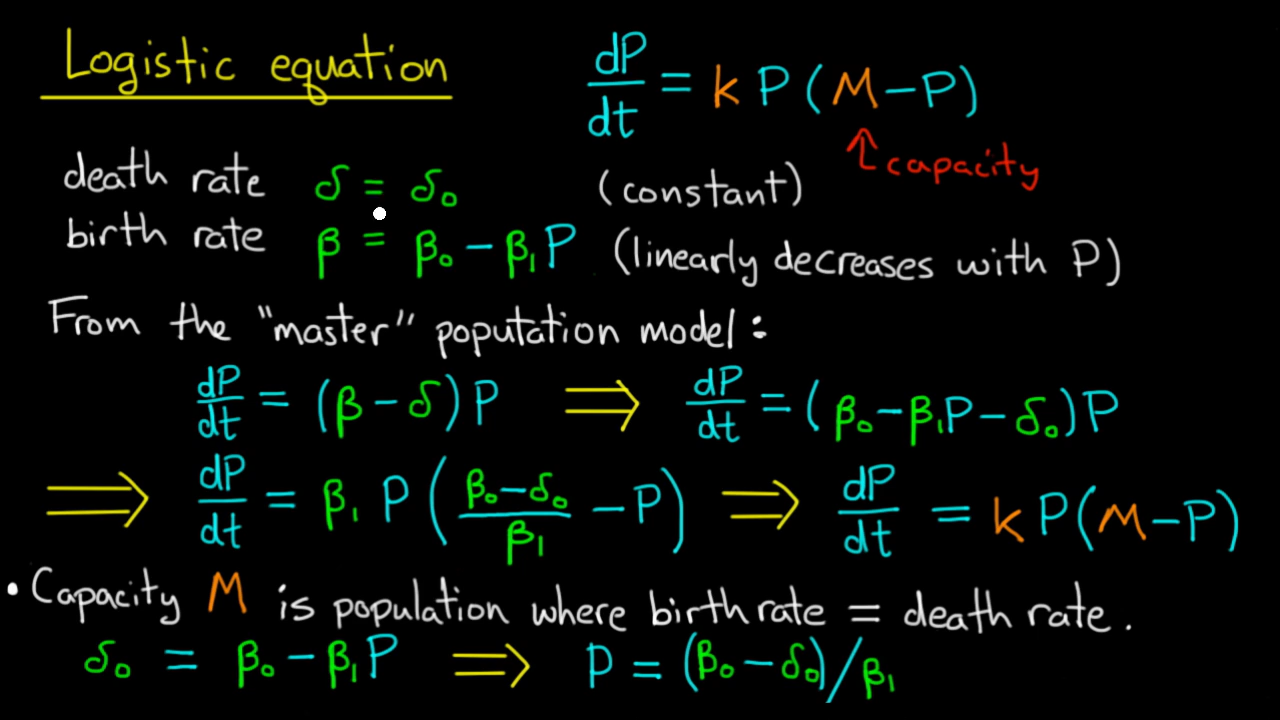 Logistic equation
dP/dt = k P (M - P)
↑ capacity
death rate δ = δ₀ (constant)
birth rate β = β₀ - β₁P (linearly decreases with P)
From the "master" population model:
dP/dt = (β - δ)P ⟹ dP/dt = (β₀ - β₁P - δ₀)P
⟹ dP/dt = β₁ P ((β₀ - δ₀)/β₁ - P) ⟹ dP/dt = k P(M - P)
• Capacity M is population where birth rate = death rate.
δ₀ = β₀ - β₁P ⟹ P = (β₀ - δ₀)/β₁